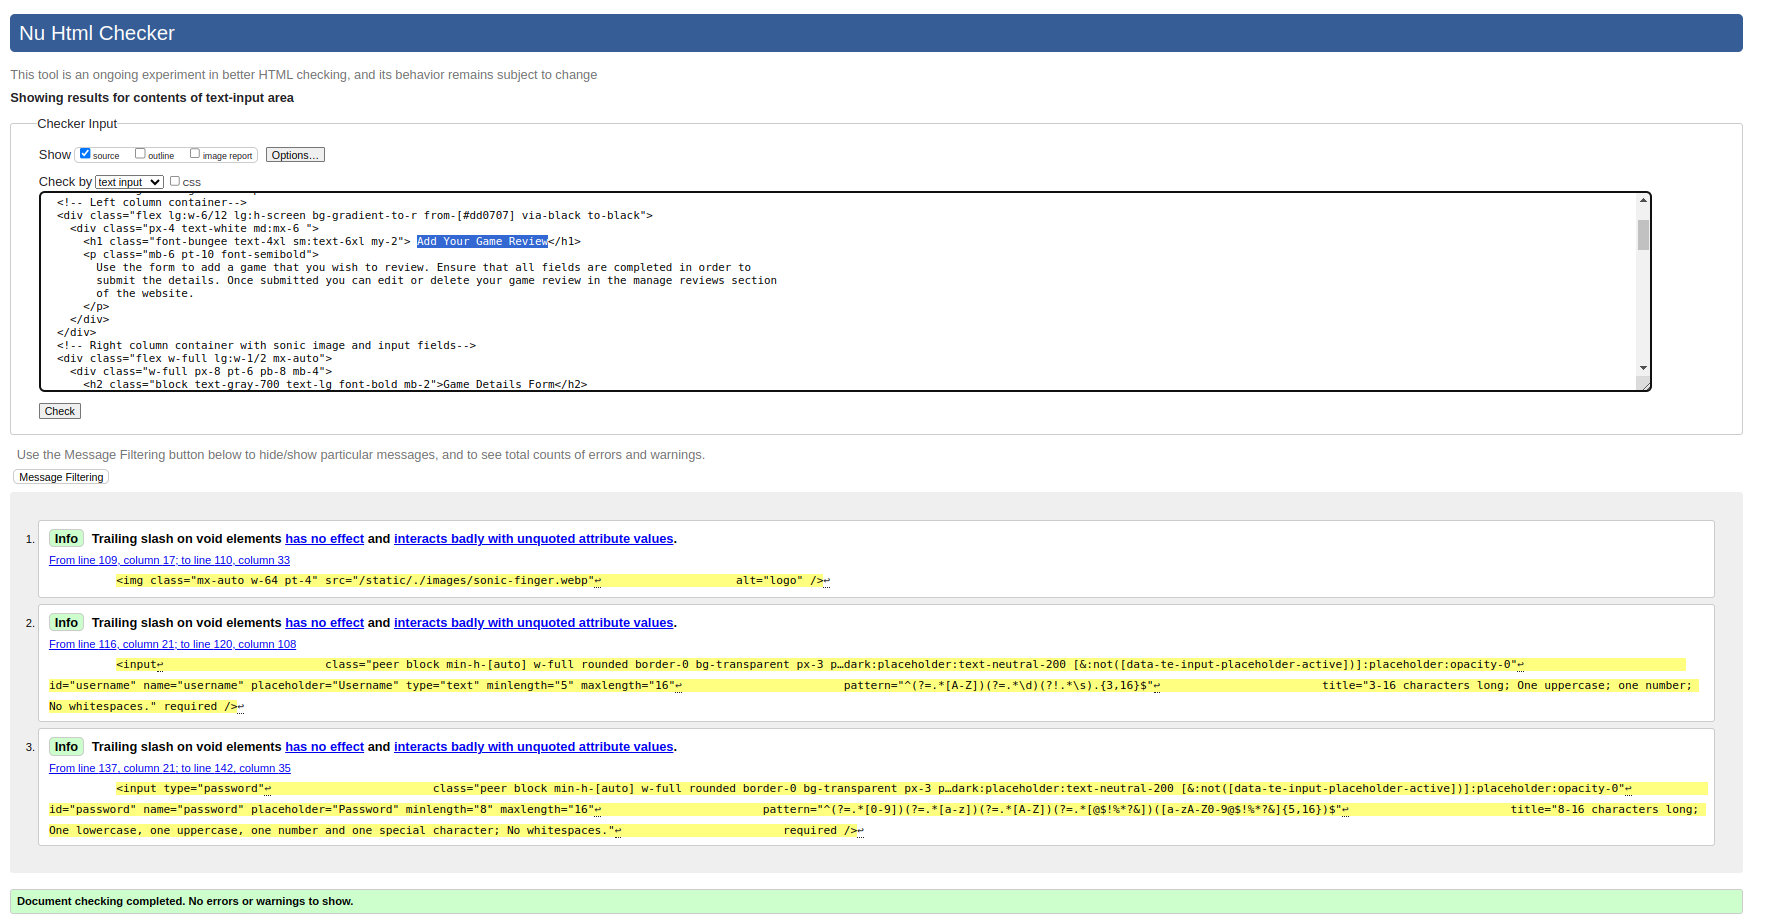 Nu Html Checker
This tool is an ongoing experiment in better HTML checking, and its behavior remains subject to change
Showing results for contents of text-input area
Checker Input
Show source outline image report Options...
Check by text input CSS
<!-- Left column container-->
<div class="flex lg:w-6/12 lg:h-screen bg-gradient-to-r from-[#dd0707] via-black to-black">
<div class="px-4 text-white md:mx-6 ">
<h1 class="font-bungee text-4xl sm:text-6xl my-2"> Add Your Game Review</h1>
<p class="mb-6 pt-10 font-semibold">
Use the form to add a game that you wish to review. Ensure that all fields are completed in order to
submit the details. Once submitted you can edit or delete your game review in the manage reviews section
of the website.
</p>
</div>
</div>
<!-- Right column container with sonic image and input fields-->
<div class="flex w-full lg:w-1/2 mx-auto">
<div class="w-full px-8 pt-6 pb-8 mb-4">
<h2 class="block text-gray-700 text-lg font-bold mb-2">Game Details Form</h2>
Check
Use the Message Filtering button below to hide/show particular messages, and to see total counts of errors and warnings.
Message Filtering
1. Info Trailing slash on void elements has no effect and interacts badly with unquoted attribute values.
From line 109, column 17; to line 110, column 33
<img class="mx-auto w-64 pt-4" src="/static/./images/sonic-finger.webp"↩ alt="logo" />↩
2. Info Trailing slash on void elements has no effect and interacts badly with unquoted attribute values.
From line 116, column 21; to line 120, column 108
<input↩ class="peer block min-h-[auto] w-full rounded border-0 bg-transparent px-3 p…dark:placeholder:text-neutral-200 [&:not([data-te-input-placeholder-active])]:placeholder:opacity-0"↩
id="username" name="username" placeholder="Username" type="text" minlength="5" maxlength="16"↩ pattern="^(?=.*[A-Z])(?=.*\d)(?!.*\s).{3,16}$"↩ title="3-16 characters long; One uppercase; one number;
No whitespaces." required />↩
3. Info Trailing slash on void elements has no effect and interacts badly with unquoted attribute values.
From line 137, column 21; to line 142, column 35
<input type="password"↩ class="peer block min-h-[auto] w-full rounded border-0 bg-transparent px-3 p…dark:placeholder:text-neutral-200 [&:not([data-te-input-placeholder-active])]:placeholder:opacity-0"↩
id="password" name="password" placeholder="Password" minlength="8" maxlength="16"↩ pattern="^(?=.*[0-9])(?=.*[a-z])(?=.*[A-Z])(?=.*[@$!%*?&])([a-zA-Z0-9@$!%*?&]{5,16})$"↩ title="8-16 characters long;
One lowercase, one uppercase, one number and one special character; No whitespaces."↩ required />↩
Document checking completed. No errors or warnings to show.